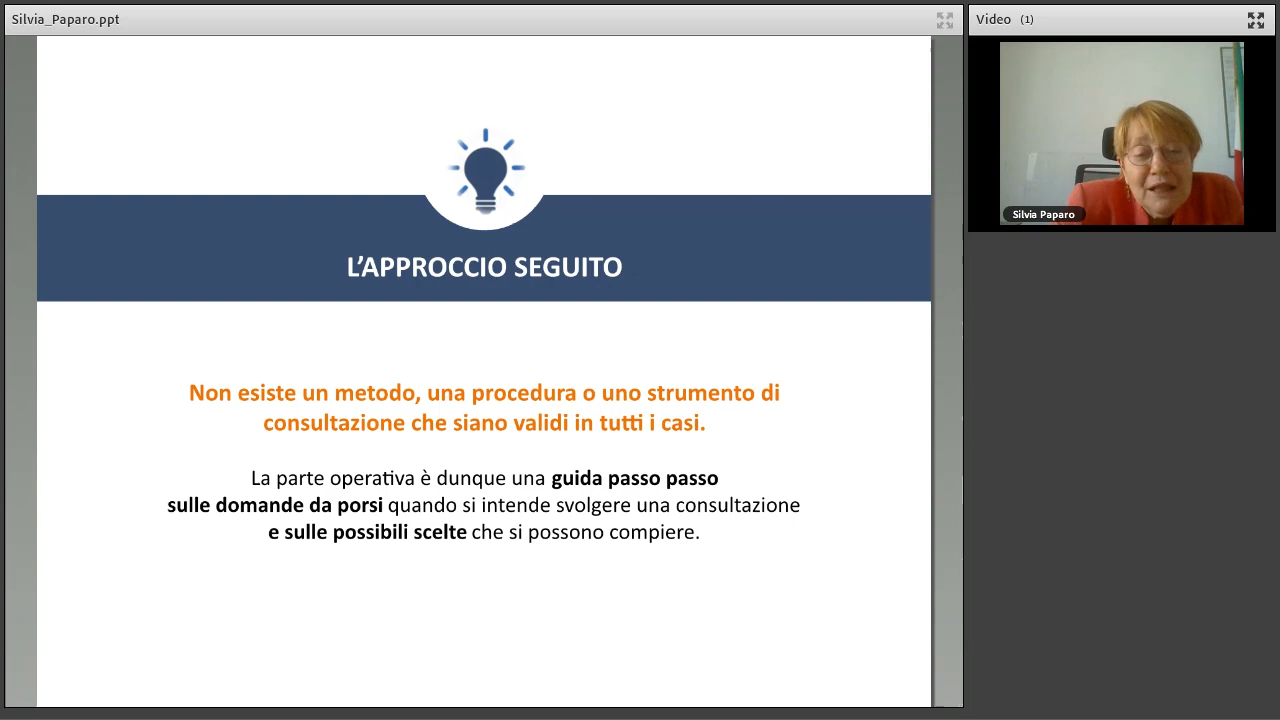 Silvia_Paparo.ppt
Video (1)
Silvia Paparo
L’APPROCCIO SEGUITO
Non esiste un metodo, una procedura o uno strumento di
consultazione che siano validi in tutti i casi.
La parte operativa è dunque una guida passo passo
sulle domande da porsi quando si intende svolgere una consultazione
e sulle possibili scelte che si possono compiere.